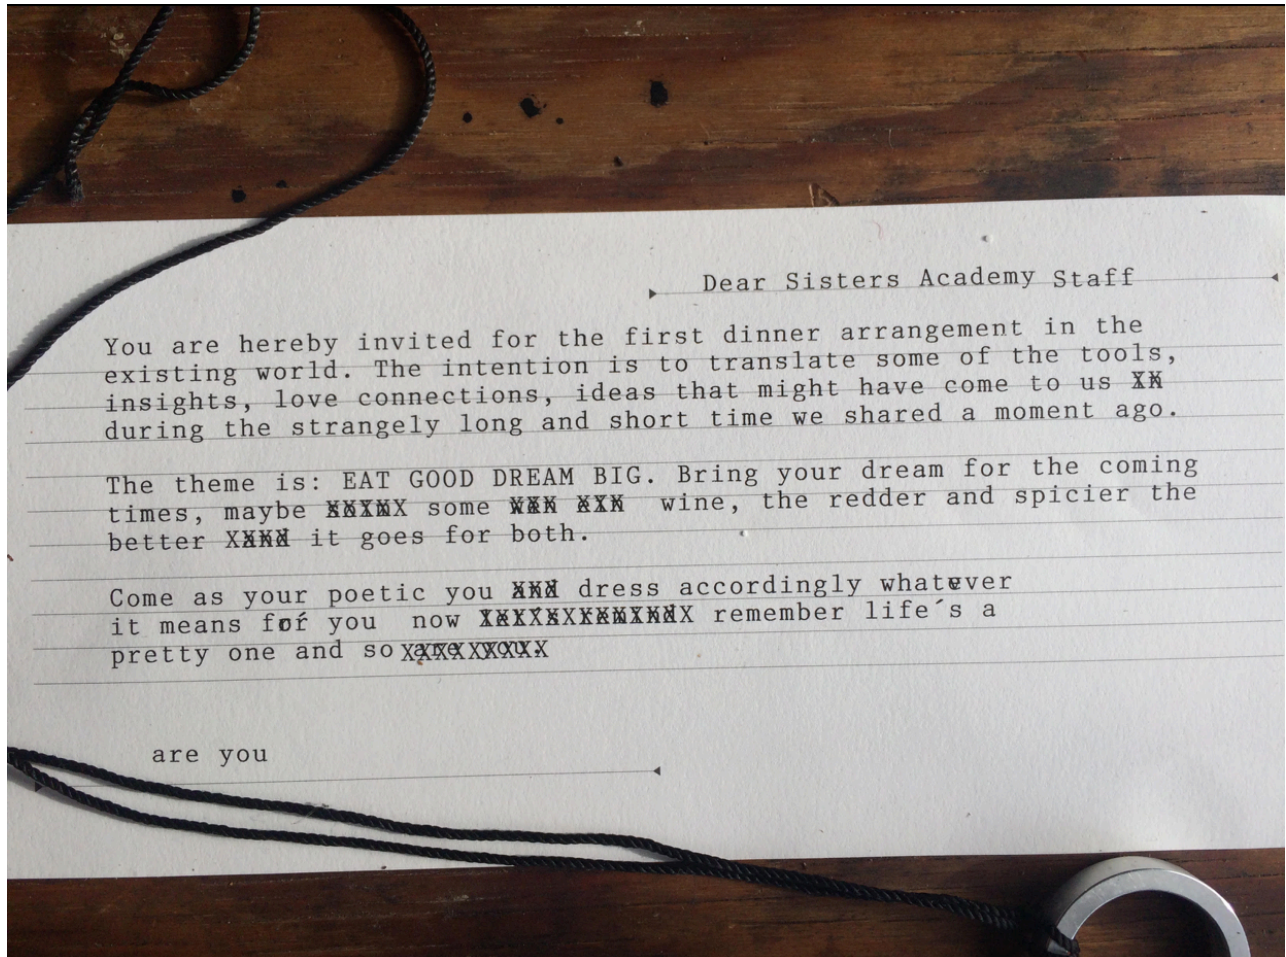 Dear Sisters Academy Staff
You are hereby invited for the first dinner arrangement in the
existing world. The intention is to translate some of the tools,
insights, love connections, ideas that might have come to us
during the strangely long and short time we shared a moment ago.
The theme is: EAT GOOD DREAM BIG. Bring your dream for the coming
times, maybe some wine, the redder and spicier the
better it goes for both.
Come as your poetic you dress accordingly whatever
it means for you now remember life´s a
pretty one and so
are you